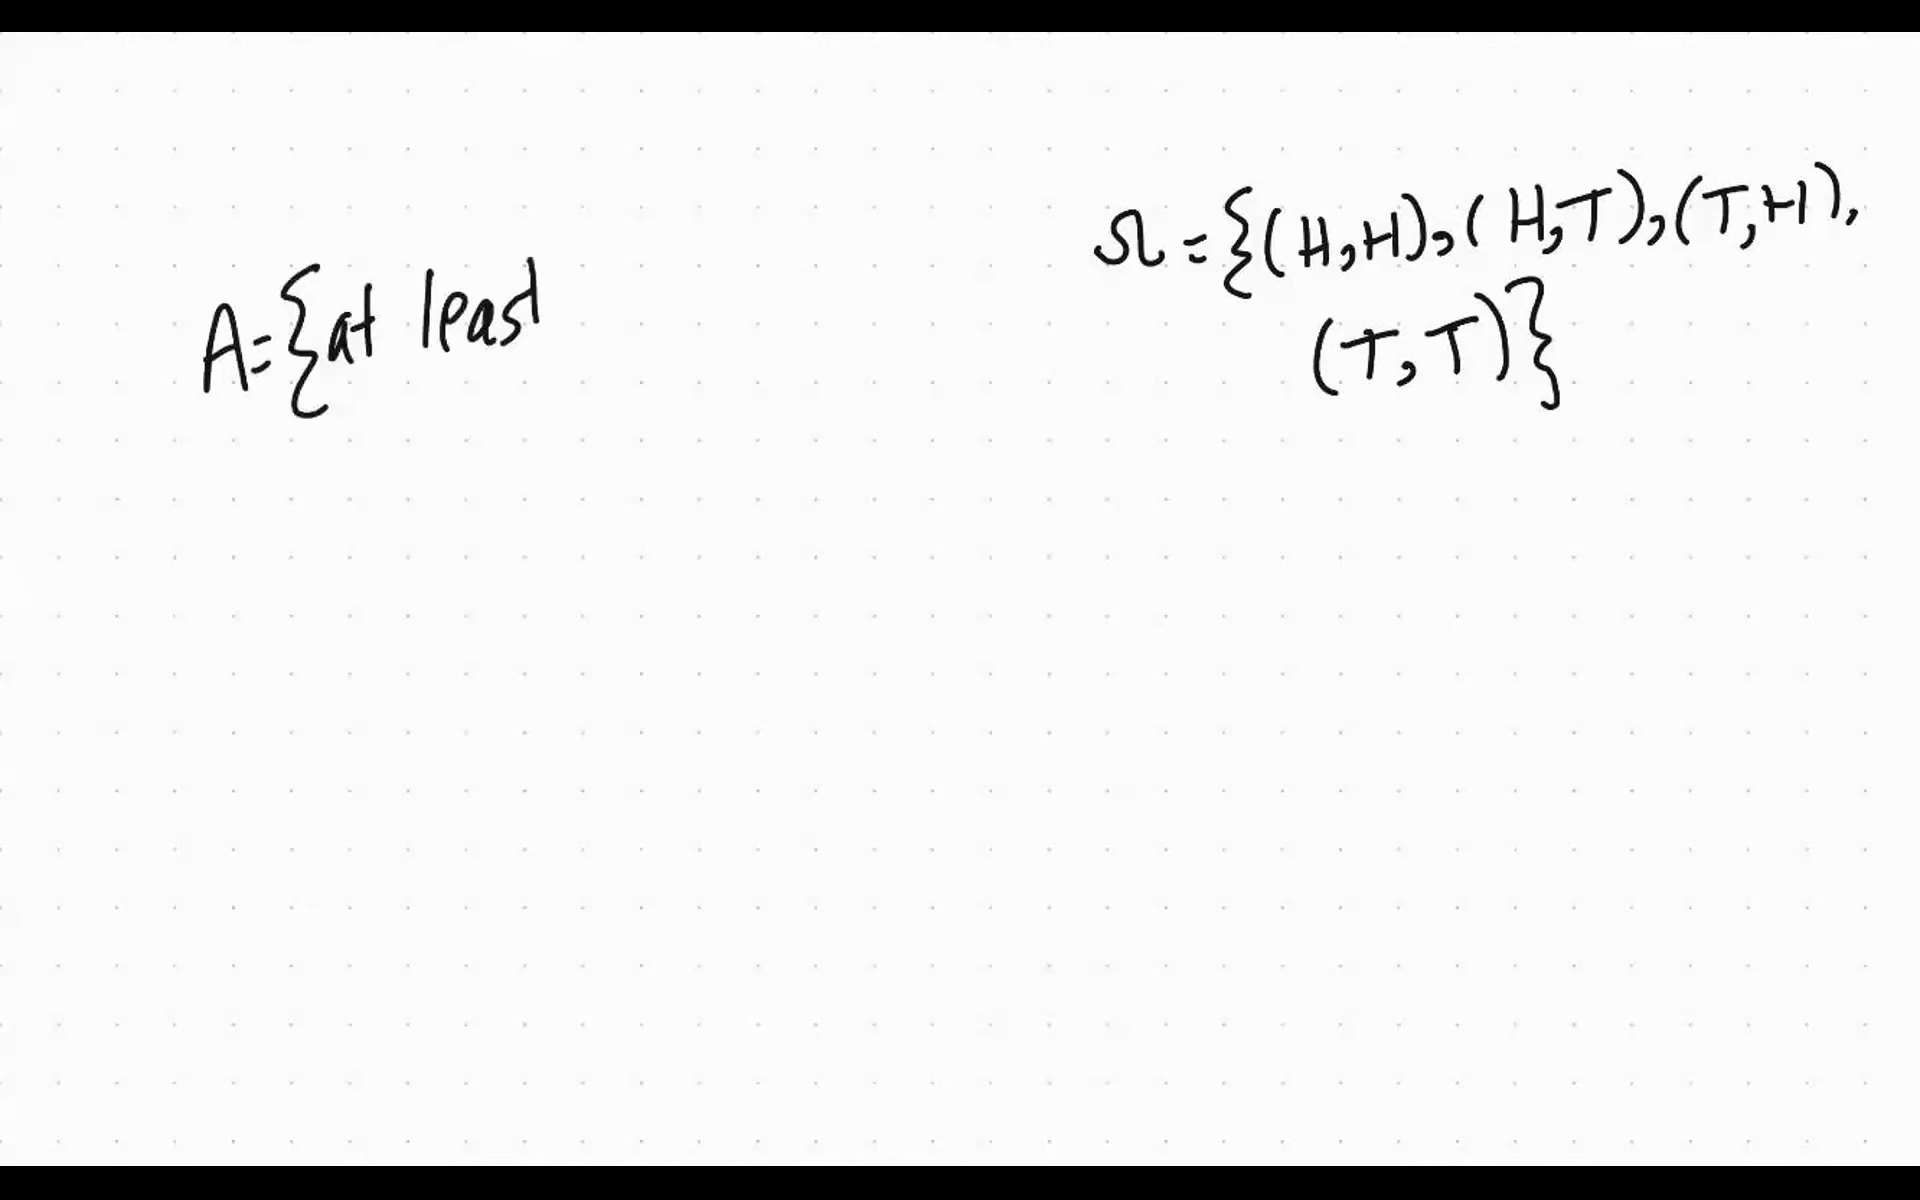 Ω={(H,H),(H,T),(T,H),
(T,T)}
A={at least